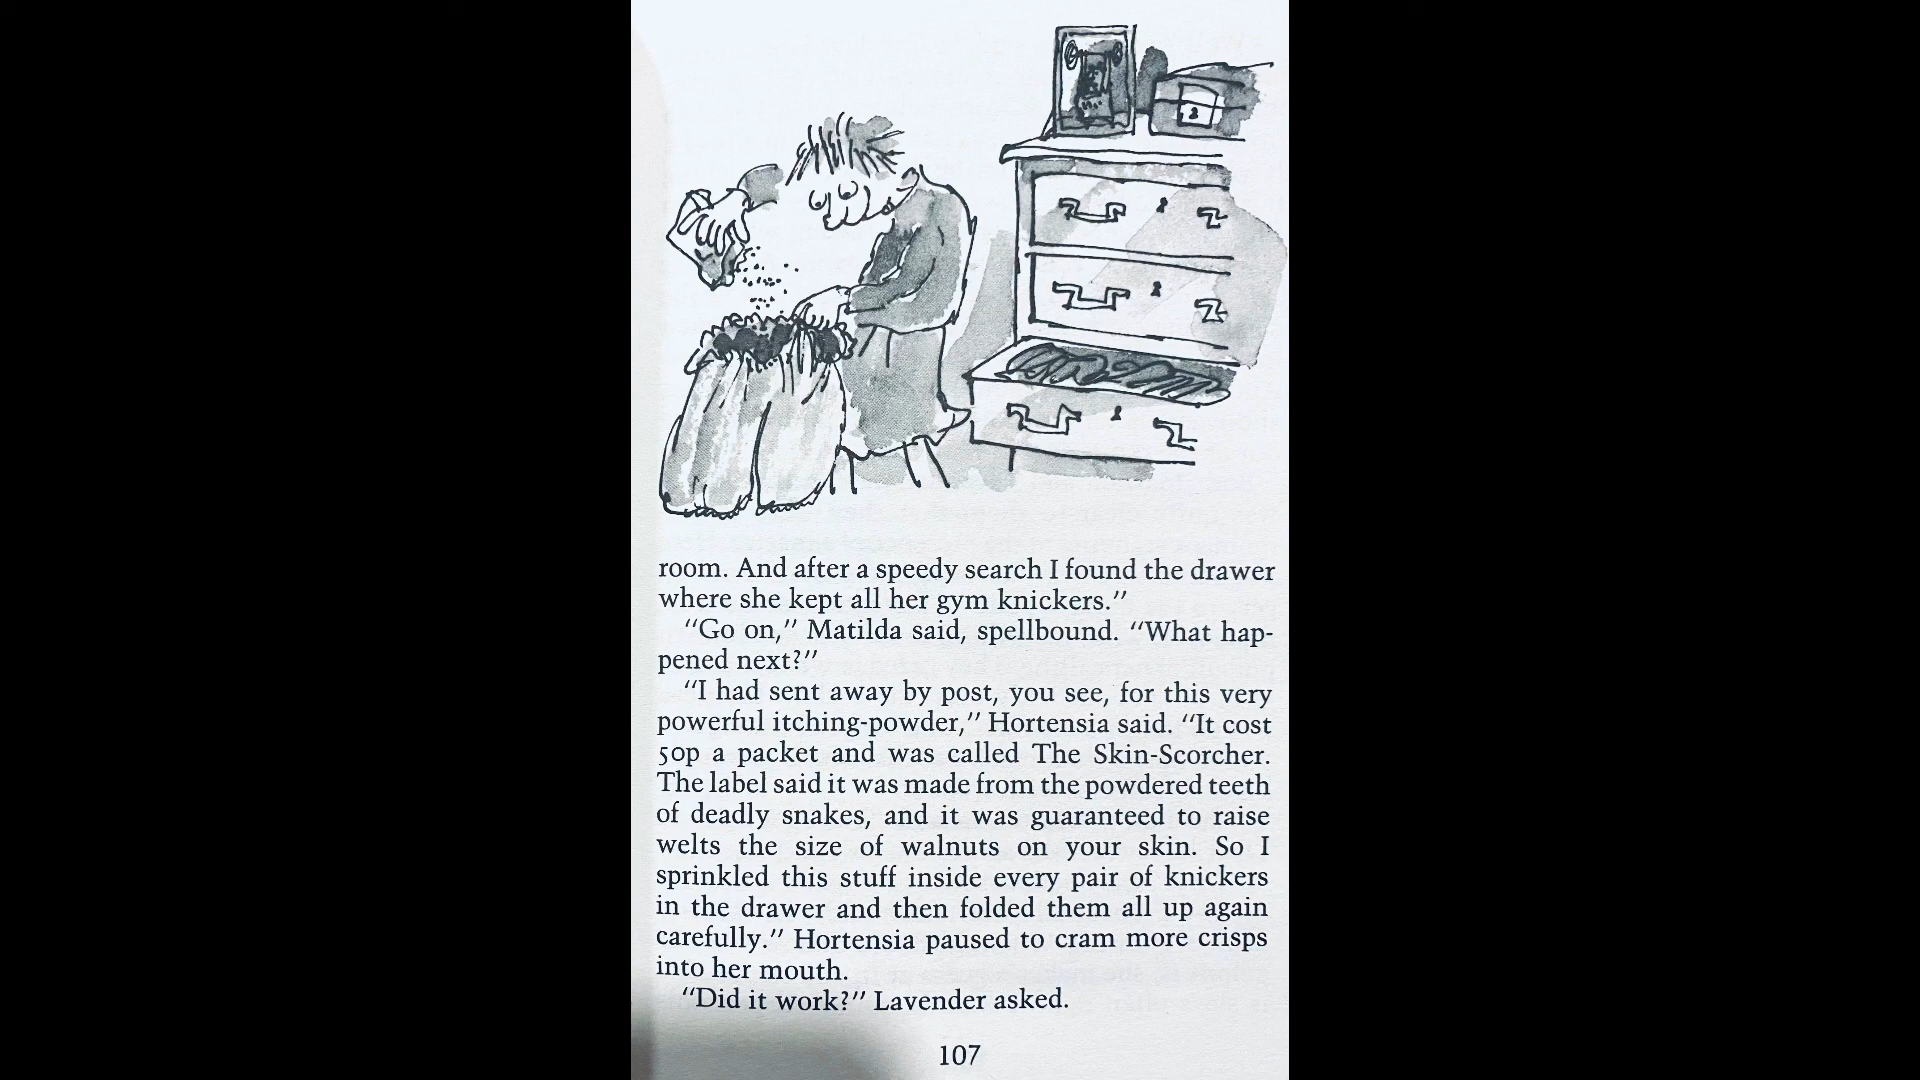 room. And after a speedy search I found the drawer
where she kept all her gym knickers."
"Go on," Matilda said, spellbound. "What hap-
pened next?"
"I had sent away by post, you see, for this very
powerful itching-powder," Hortensia said. "It cost
50p a packet and was called The Skin-Scorcher.
The label said it was made from the powdered teeth
of deadly snakes, and it was guaranteed to raise
welts the size of walnuts on your skin. So I
sprinkled this stuff inside every pair of knickers
in the drawer and then folded them all up again
carefully." Hortensia paused to cram more crisps
into her mouth.
"Did it work?" Lavender asked.
107